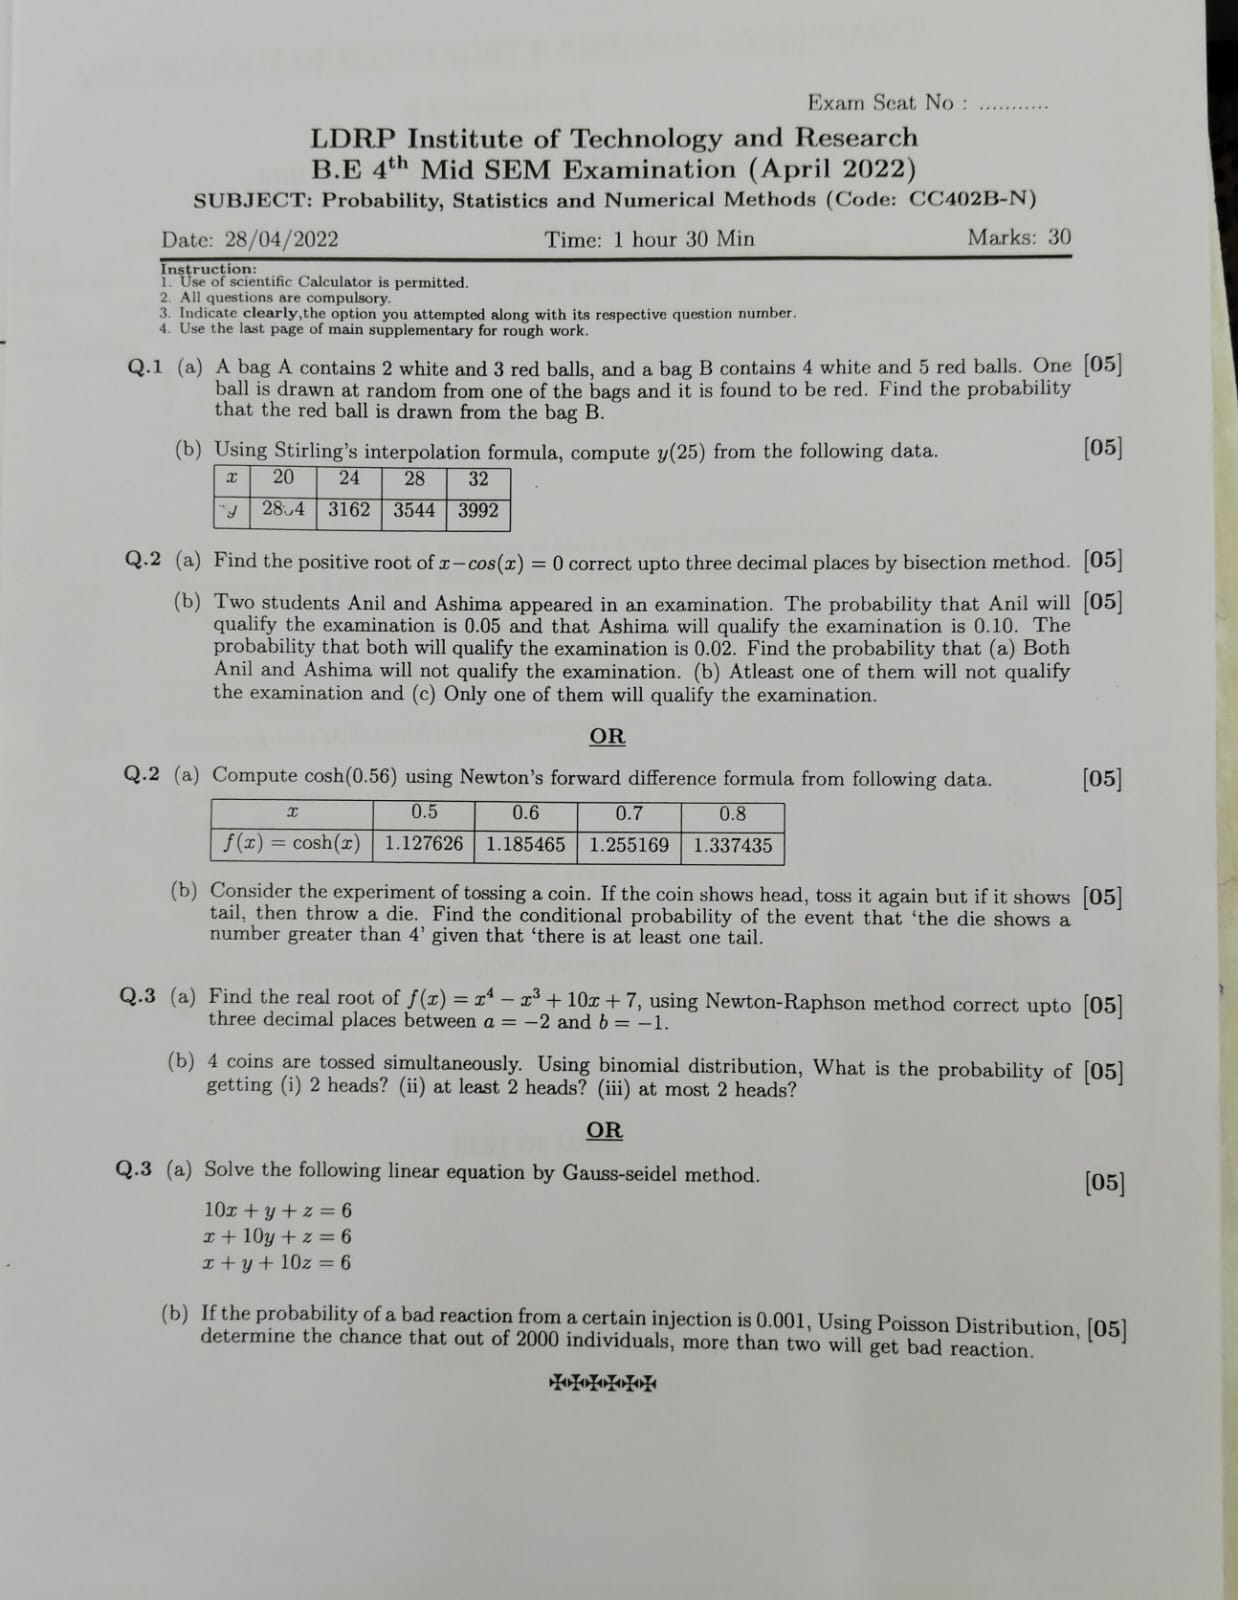 Exam Seat No : ...........
LDRP Institute of Technology and Research
B.E 4th Mid SEM Examination (April 2022)
SUBJECT: Probability, Statistics and Numerical Methods (Code: CC402B-N)
Date: 28/04/2022 Time: 1 hour 30 Min Marks: 30
Instruction:
1. Use of scientific Calculator is permitted.
2. All questions are compulsory.
3. Indicate clearly,the option you attempted along with its respective question number.
4. Use the last page of main supplementary for rough work.
Q.1 (a) A bag A contains 2 white and 3 red balls, and a bag B contains 4 white and 5 red balls. One [05]
ball is drawn at random from one of the bags and it is found to be red. Find the probability
that the red ball is drawn from the bag B.
(b) Using Stirling's interpolation formula, compute y(25) from the following data. [05]
x 20 24 28 32
y 3162 3544 3992
Q.2 (a) Find the positive root of x−cos(x) = 0 correct upto three decimal places by bisection method. [05]
(b) Two students Anil and Ashima appeared in an examination. The probability that Anil will [05]
qualify the examination is 0.05 and that Ashima will qualify the examination is 0.10. The
probability that both will qualify the examination is 0.02. Find the probability that (a) Both
Anil and Ashima will not qualify the examination. (b) Atleast one of them will not qualify
the examination and (c) Only one of them will qualify the examination.
OR
Q.2 (a) Compute cosh(0.56) using Newton's forward difference formula from following data. [05]
x 0.5 0.6 0.7 0.8
f(x) = cosh(x) 1.127626 1.185465 1.255169 1.337435
(b) Consider the experiment of tossing a coin. If the coin shows head, toss it again but if it shows [05]
tail, then throw a die. Find the conditional probability of the event that 'the die shows a
number greater than 4' given that 'there is at least one tail.
Q.3 (a) Find the real root of f(x) = x⁴ − x³ + 10x + 7, using Newton-Raphson method correct upto [05]
three decimal places between a = −2 and b = −1.
(b) 4 coins are tossed simultaneously. Using binomial distribution, What is the probability of [05]
getting (i) 2 heads? (ii) at least 2 heads? (iii) at most 2 heads?
OR
Q.3 (a) Solve the following linear equation by Gauss-seidel method. [05]
10x + y + z = 6
x + 10y + z = 6
x + y + 10z = 6
(b) If the probability of a bad reaction from a certain injection is 0.001, Using Poisson Distribution, [05]
determine the chance that out of 2000 individuals, more than two will get bad reaction.
✠✠✠✠✠✠